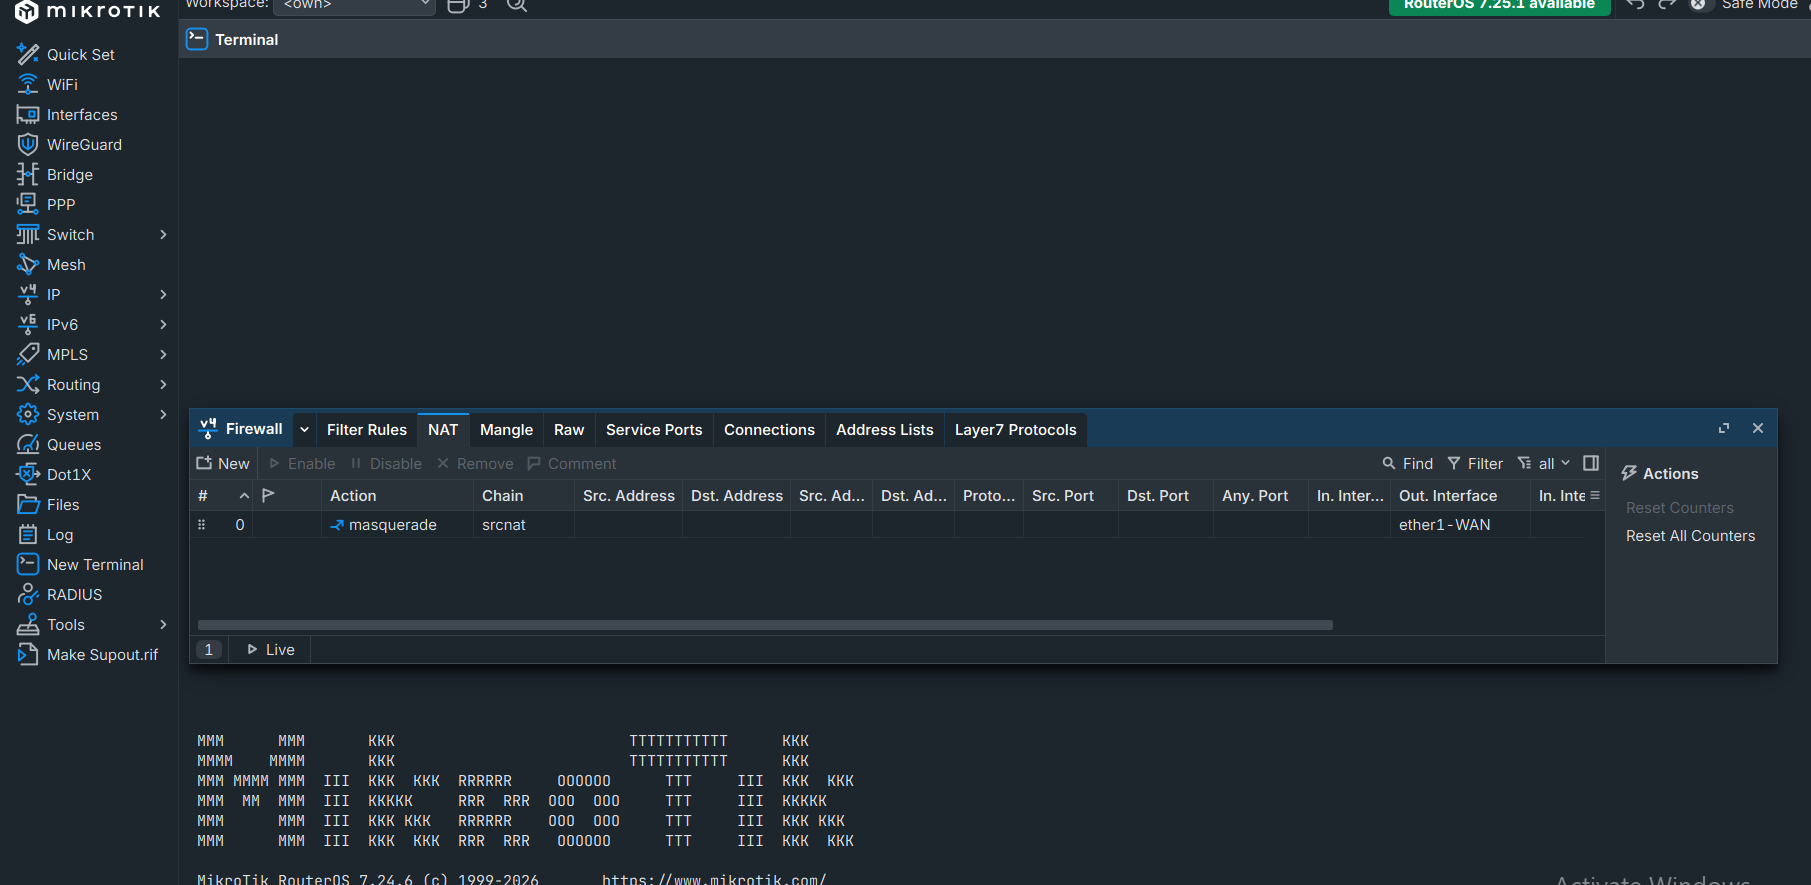 mikrotik
Workspace: <own> 3 RouterOS 7.25.1 available Safe Mode
Terminal
Quick Set
WiFi
Interfaces
WireGuard
Bridge
PPP
Switch
Mesh
IP
IPv6
MPLS
Routing
System
Queues
Dot1X
Files
Log
New Terminal
RADIUS
Tools
Make Supout.rif
Firewall Filter Rules NAT Mangle Raw Service Ports Connections Address Lists Layer7 Protocols
New Enable Disable Remove Comment Find Filter all
# Action Chain Src. Address Dst. Address Src. Ad... Dst. Ad... Proto... Src. Port Dst. Port Any. Port In. Inter... Out. Interface In. Inte
0 masquerade srcnat ether1-WAN
1 Live
Actions
Reset Counters
Reset All Counters
MMM      MMM       KKK                          TTTTTTTTTTT      KKK
MMMM    MMMM       KKK                          TTTTTTTTTTT      KKK
MMM MMMM MMM  III  KKK  KKK  RRRRRR     OOOOOO      TTT     III  KKK  KKK
MMM  MM  MMM  III  KKKKK     RRR  RRR  OOO  OOO     TTT     III  KKKKK
MMM      MMM  III  KKK KKK   RRRRRR    OOO  OOO     TTT     III  KKK KKK
MMM      MMM  III  KKK  KKK  RRR  RRR   OOOOOO      TTT     III  KKK  KKK
MikroTik RouterOS 7.24.6 (c) 1999-2026       https://www.mikrotik.com/
Activate Windows